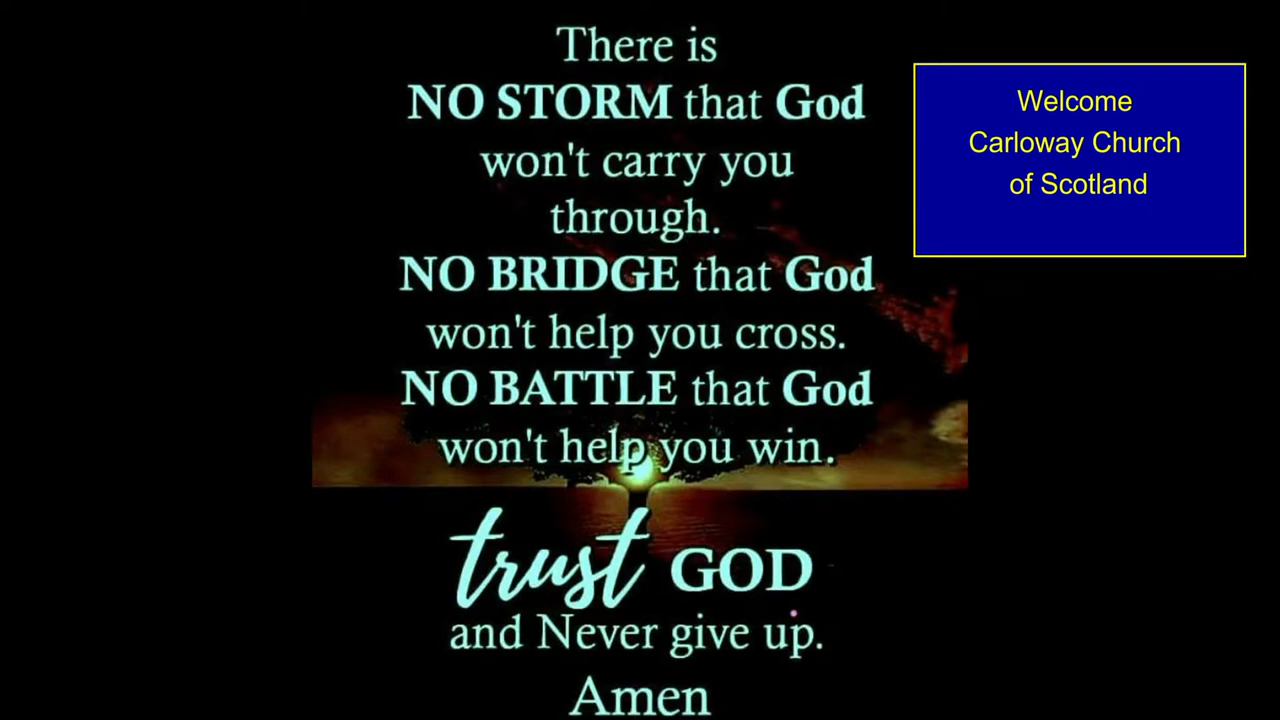 There is
NO STORM that God
won't carry you
through.
NO BRIDGE that God
won't help you cross.
NO BATTLE that God
won't help you win.
trust GOD
and Never give up.
Amen
Welcome
Carloway Church
of Scotland